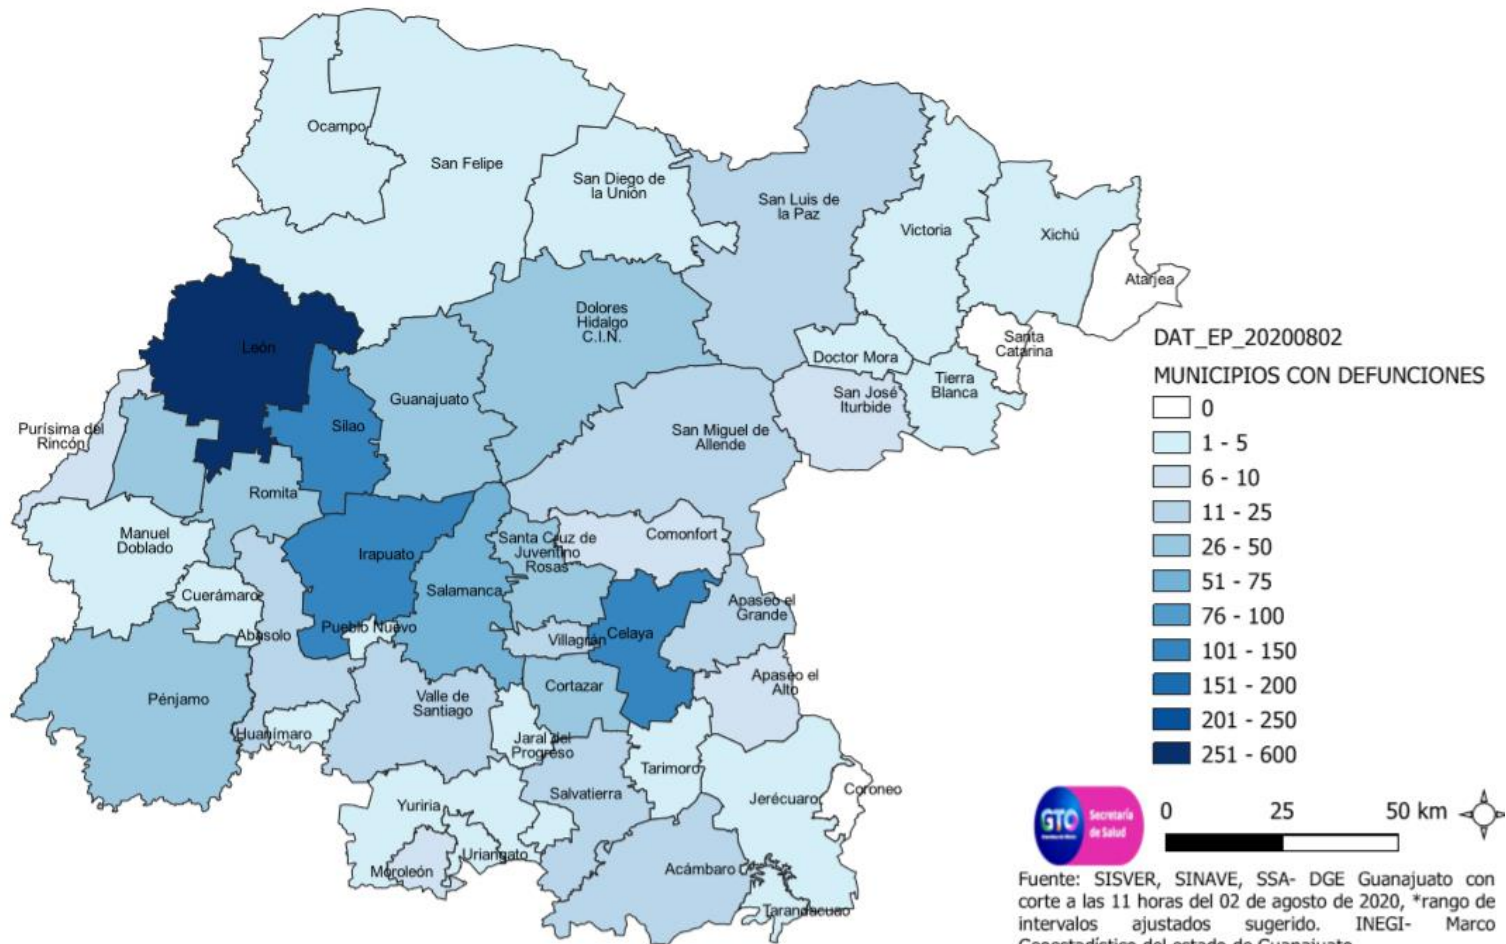 Ocampo
San Felipe
San Diego de
la Unión
San Luis de
la Paz
Victoria
Xichú
Atarjea
Santa
Catarina
Doctor Mora
Tierra
Blanca
San José
Iturbide
Dolores
Hidalgo
C.I.N.
León
Guanajuato
Silao
San Miguel de
Allende
Purísima del
Rincón
Romita
Manuel
Doblado
Irapuato
Santa Cruz de
Juventino
Rosas
Comonfort
Cuerámaro
Salamanca
Apaseo el
Grande
Abasolo
Pueblo Nuevo
Villagrán
Celaya
Pénjamo
Valle de
Santiago
Cortazar
Apaseo el
Alto
Huanímaro
Jaral del
Progreso
Tarimoro
Yuriria
Salvatierra
Jerécuaro
Coroneo
Moroleón
Uriangato
Acámbaro
Tarandacuao
DAT_EP_20200802
MUNICIPIOS CON DEFUNCIONES
0
1 - 5
6 - 10
11 - 25
26 - 50
51 - 75
76 - 100
101 - 150
151 - 200
201 - 250
251 - 600
GTO
Secretaría
de Salud
0 25 50 km
Fuente: SISVER, SINAVE, SSA- DGE Guanajuato con
corte a las 11 horas del 02 de agosto de 2020, *rango de
intervalos ajustados sugerido. INEGI- Marco
Geoestadístico del estado de Guanajuato